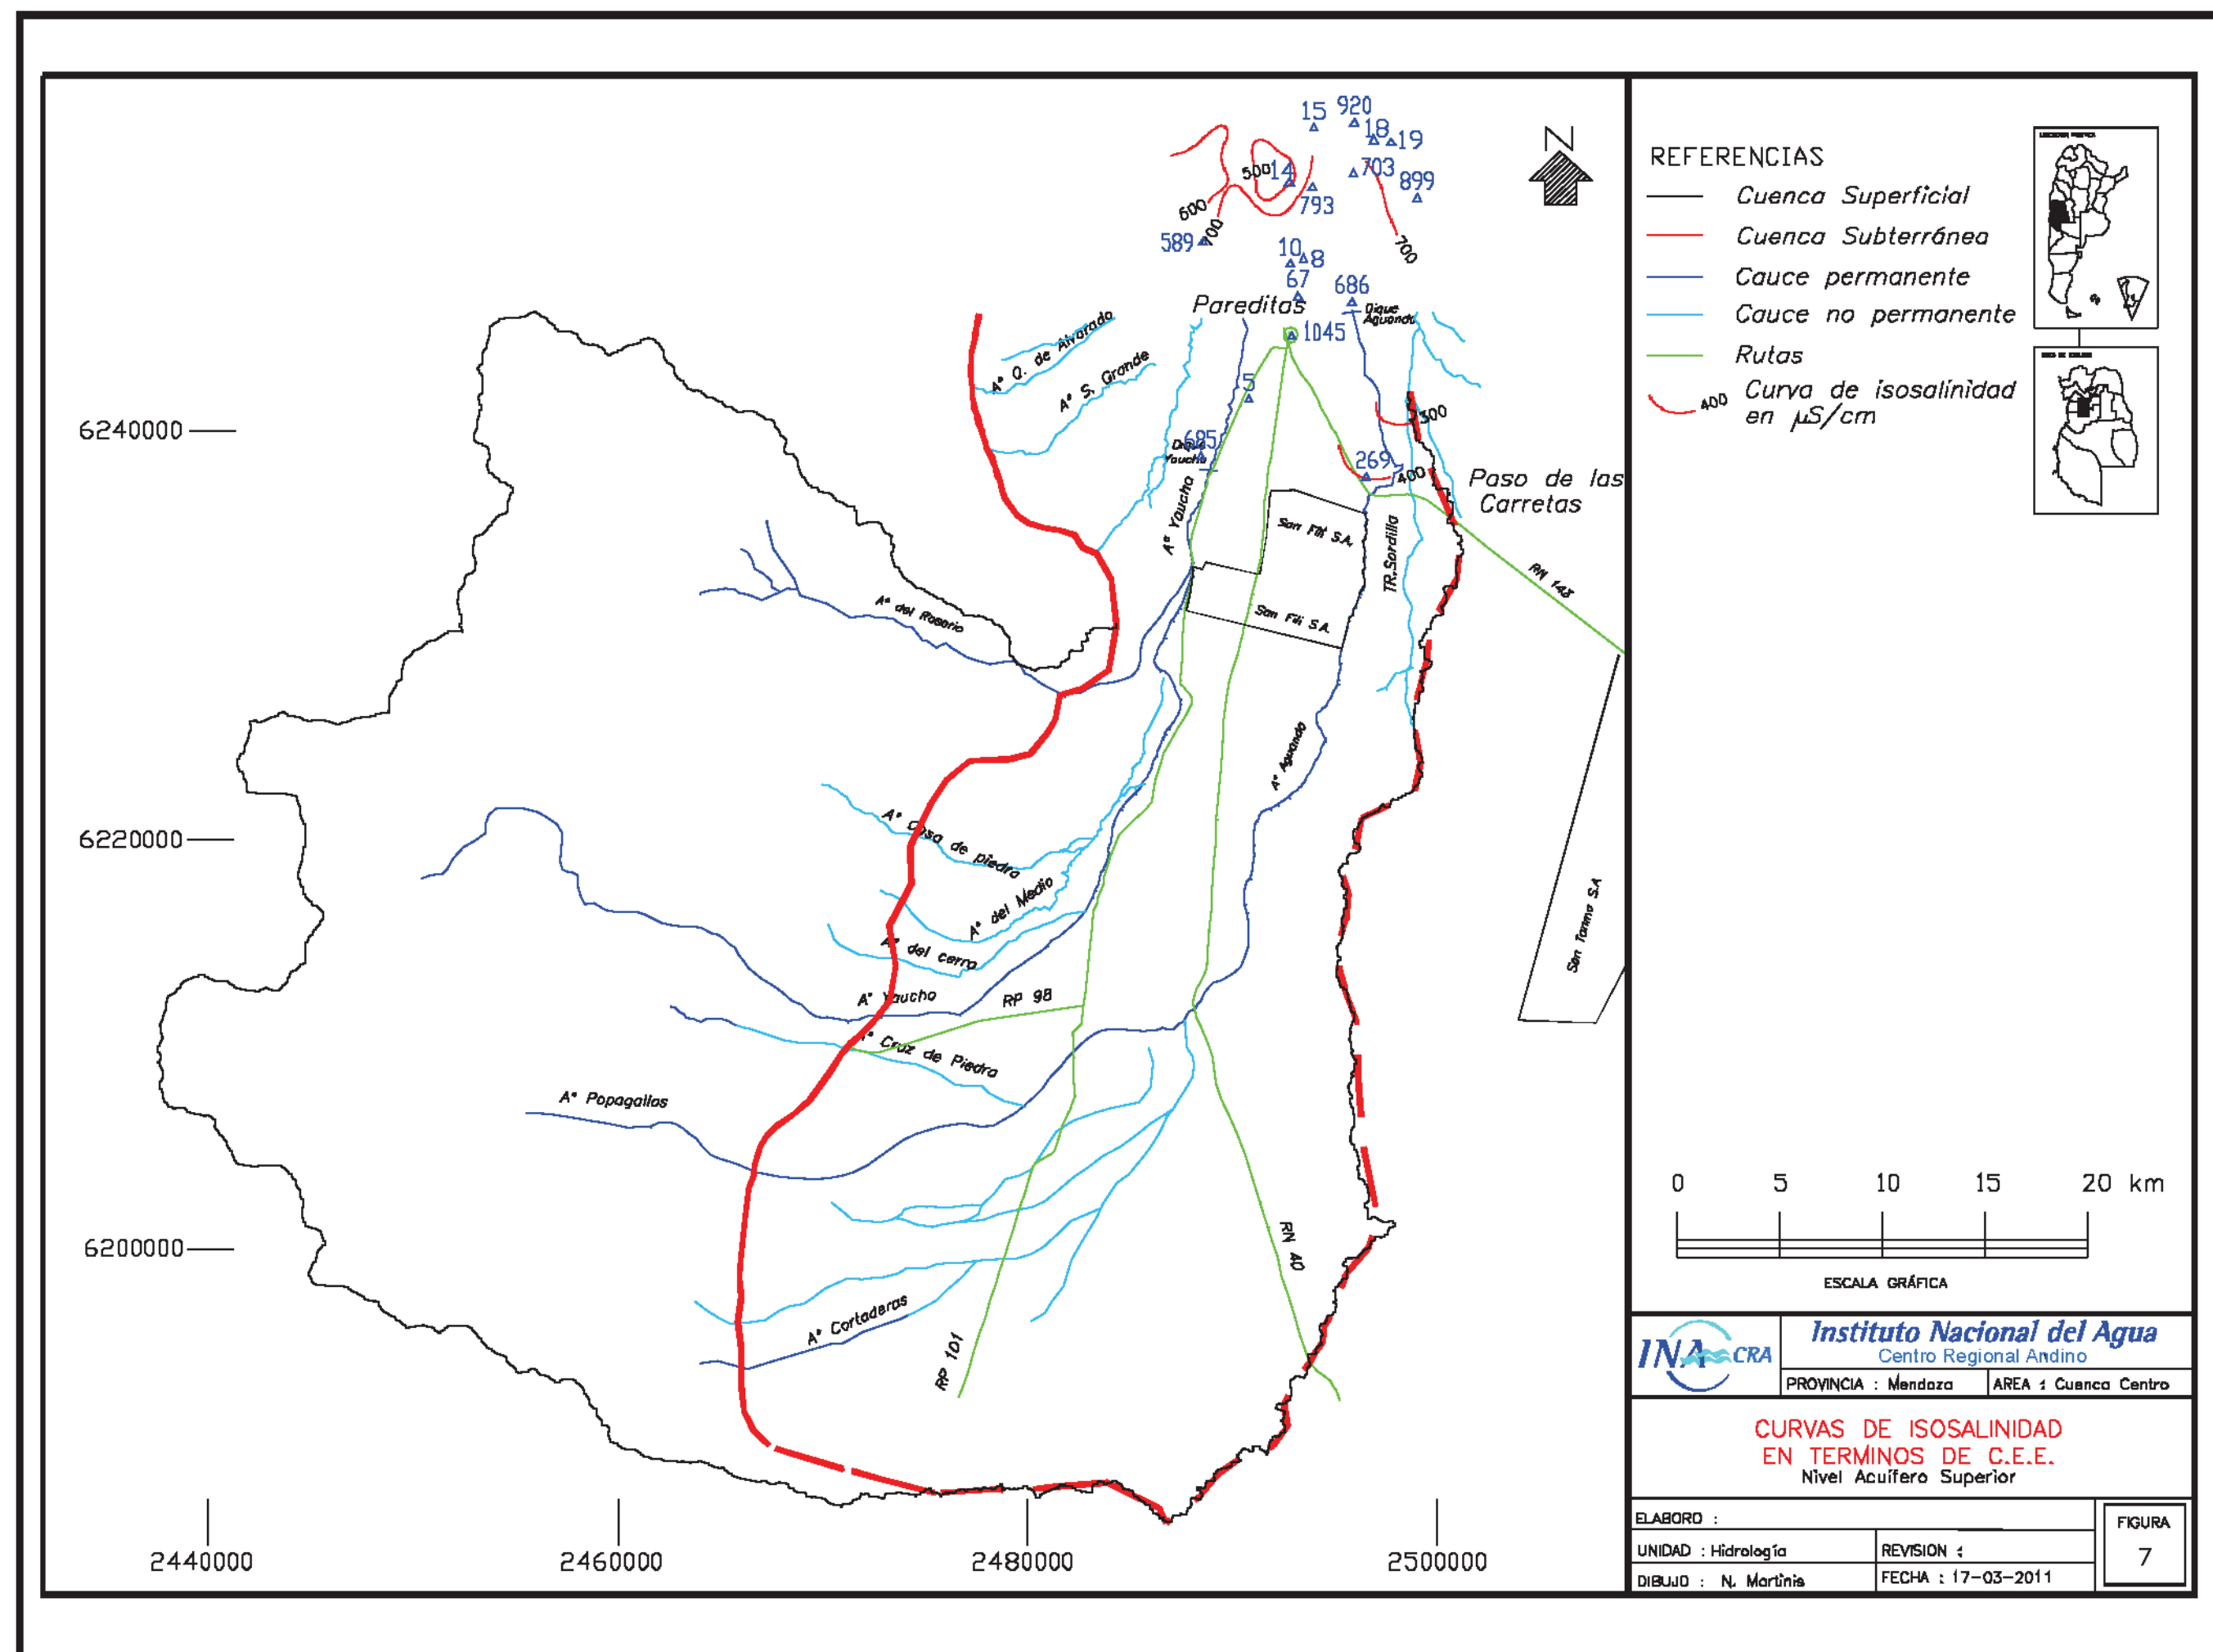 15 920
18 19
500 14
703
899
600
793
700
589
700
10 8
67
686
Pareditas
Dique
Aguanda
1045
A° Q. de Alvarado
A° S. Grande
5
300
6240000
685
Dique
Yaucha
269
400
Paso de las
Carretas
A° Yaucha
San Fili S.A.
TR.Sordilla
RN 143
A° del Rosario
San Fili S.A.
A° Aguanda
6220000
A° Casa de piedra
A° del Medio
A° del cerro
San Tanma S.A
A° Yaucha
RP 98
A° Cruz de Piedra
A° Papagallos
6200000
RN 40
A° Cortaderas
RP 101
2440000
2460000
2480000
2500000
N
REFERENCIAS
Cuenca Superficial
Cuenca Subterránea
Cauce permanente
Cauce no permanente
Rutas
400 Curva de isosalinidad
en µS/cm
0 5 10 15 20 km
ESCALA GRÁFICA
INA CRA
Instituto Nacional del Agua
Centro Regional Andino
PROVINCIA : Mendoza
AREA : Cuenca Centro
CURVAS DE ISOSALINIDAD
EN TERMINOS DE C.E.E.
Nivel Acuífero Superior
ELABORO :
UNIDAD : Hidrología
REVISION :
DIBUJO : N. Martinis
FECHA : 17-03-2011
FIGURA
7